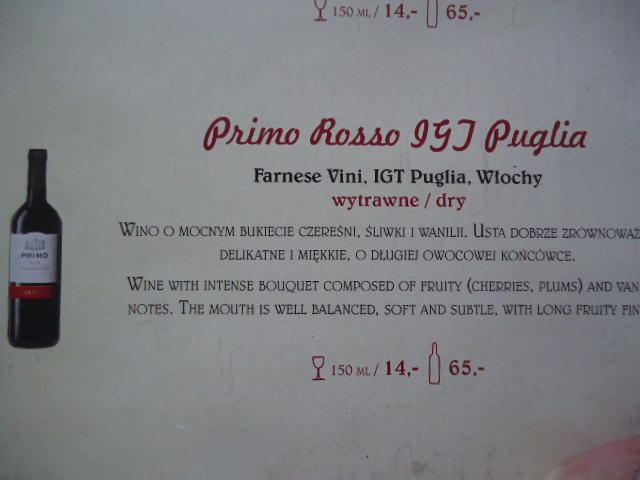 150 ML / 14,- 65,-
Primo Rosso IGT Puglia
Farnese Vini, IGT Puglia, Włochy
wytrawne / dry
WINO O MOCNYM BUKIECIE CZEREŚNI, ŚLIWKI I WANILII. USTA DOBRZE ZRÓWNOWAŻ
DELIKATNE I MIĘKKIE, O DŁUGIEJ OWOCOWEJ KOŃCÓWCE.
WINE WITH INTENSE BOUQUET COMPOSED OF FRUITY (CHERRIES, PLUMS) AND VAN
NOTES. THE MOUTH IS WELL BALANCED, SOFT AND SUBTLE, WITH LONG FRUITY FIN
PRIMO
150 ML / 14,- 65,-